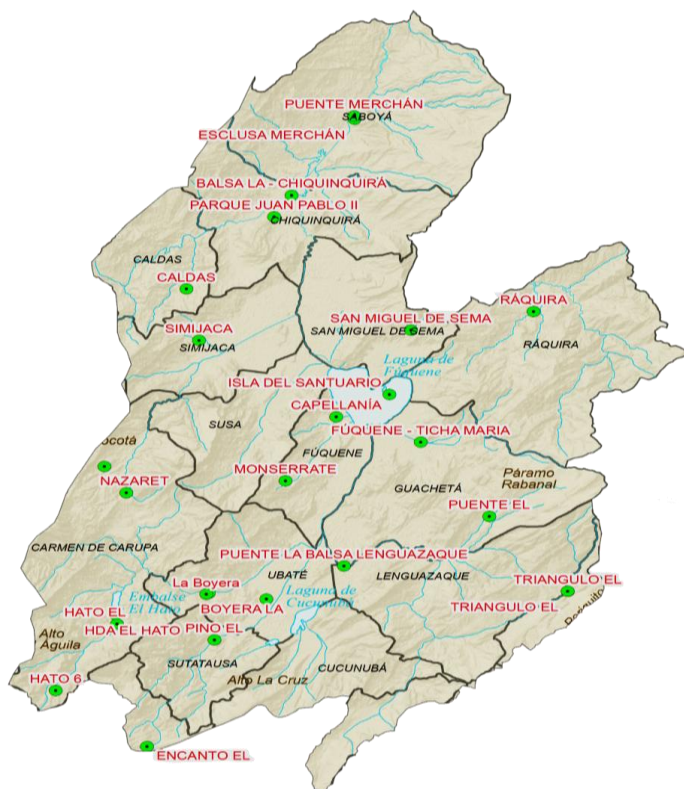 PUENTE MERCHÁN
SABOYÁ
ESCLUSA MERCHÁN
BALSA LA - CHIQUINQUIRÁ
PARQUE JUAN PABLO II
CHIQUINQUIRÁ
CALDAS
CALDAS
RÁQUIRA
SAN MIGUEL DE SEMA
SAN MIGUEL DE SEMA
SIMIJACA
SIMIJACA
RÁQUIRA
Laguna de
Fúquene
ISLA DEL SANTUARIO
CAPELLANÍA
SUSA
FÚQUENE - TICHA MARIA
FÚQUENE
MONSERRATE
NAZARET
Páramo
Rabanal
GUACHETÁ
PUENTE EL
CARMEN DE CARUPA
PUENTE LA BALSA LENGUAZAQUE
UBATÉ
LENGUAZAQUE
La Boyera
Embalse
El Hato
Laguna de
Cucunubá
TRIANGULO EL
BOYERA LA
HATO EL
TRIANGULO EL
HDA EL HATO
PINO EL
Alto
Águila
SUTATAUSA
CUCUNUBÁ
Alto La Cruz
HATO 6
ENCANTO EL